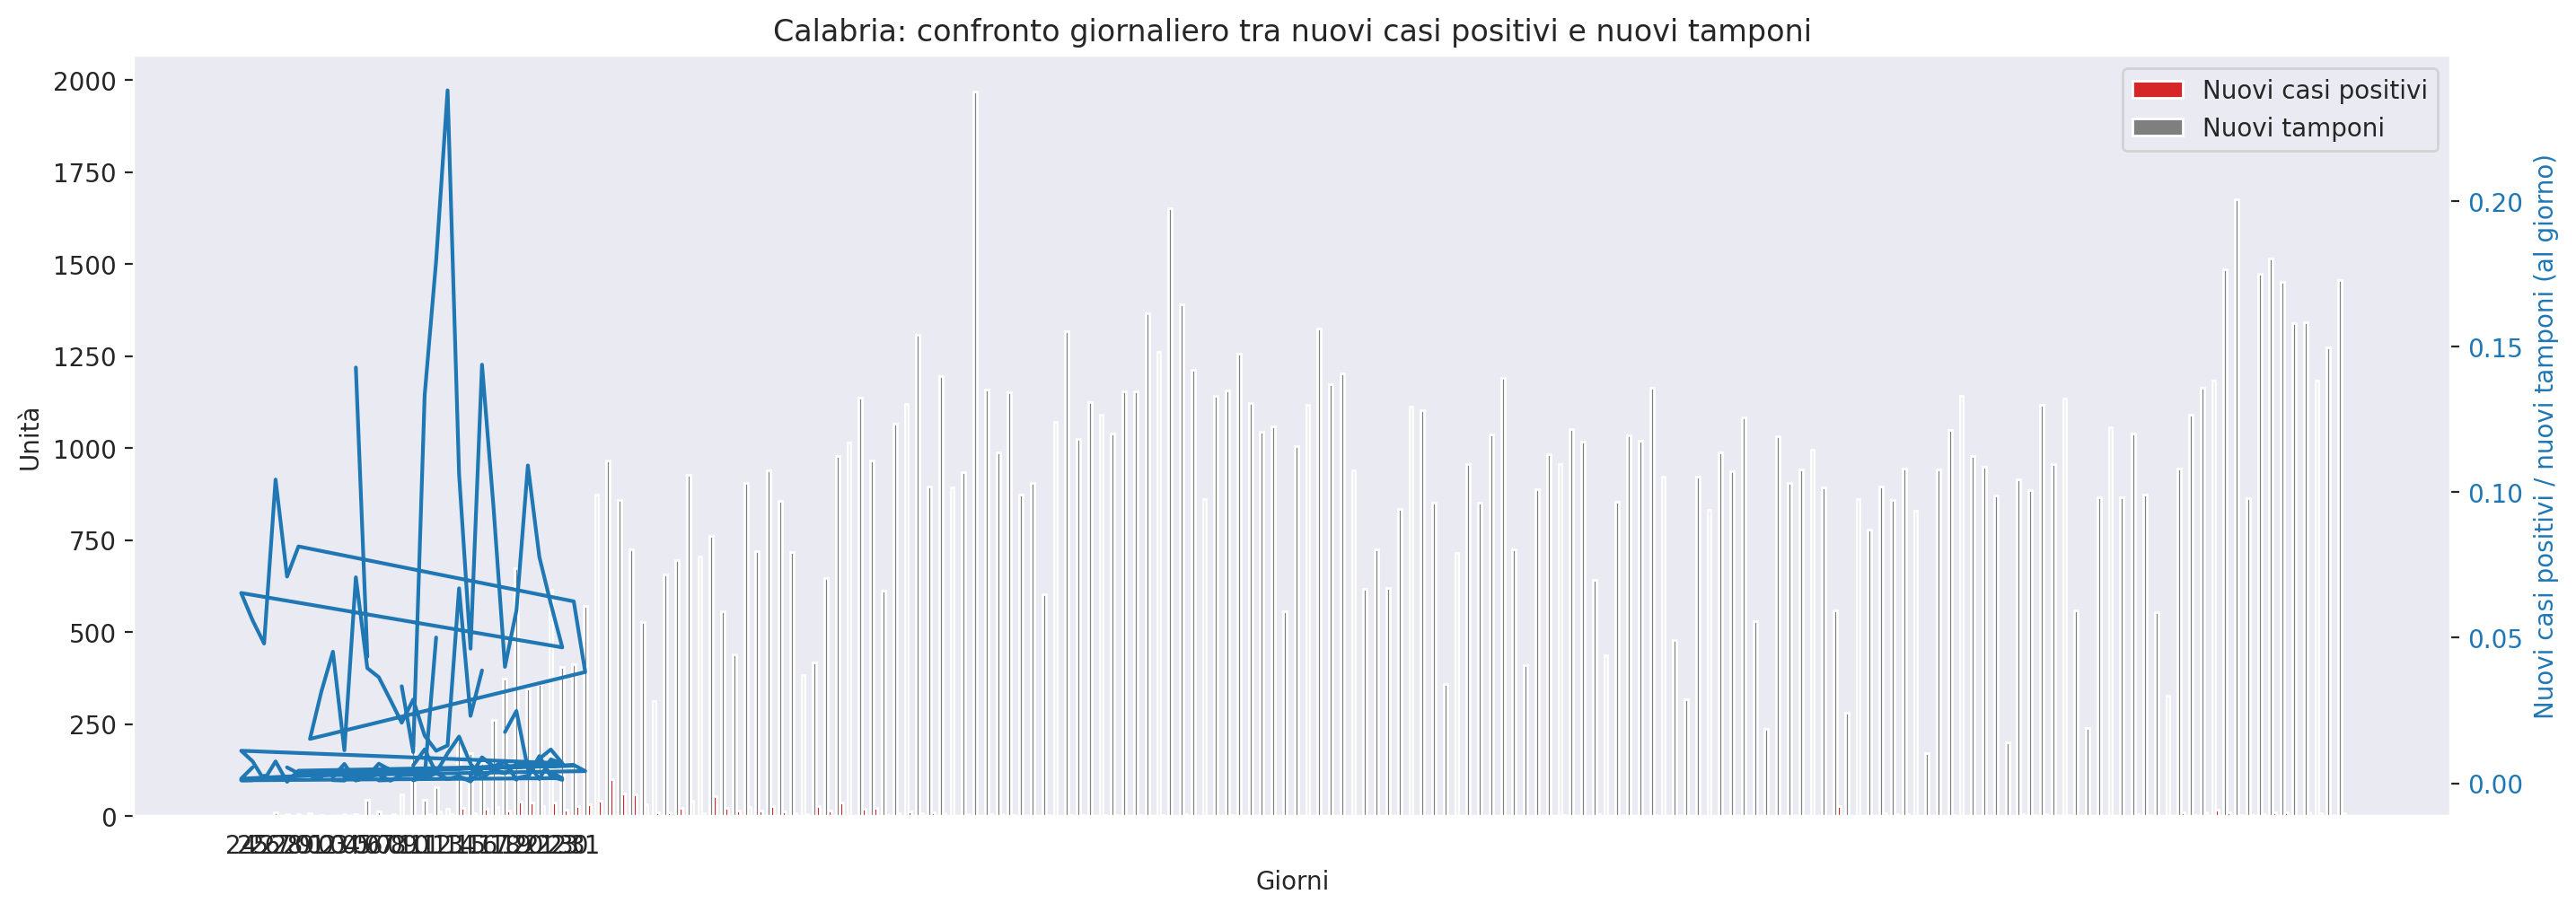 Calabria: confronto giornaliero tra nuovi casi positivi e nuovi tamponi
Nuovi casi positivi
Nuovi tamponi
2000
1750
1500
1250
1000
750
500
250
0
Unità
0.20
0.15
0.10
0.05
0.00
Nuovi casi positivi / nuovi tamponi (al giorno)
Giorni